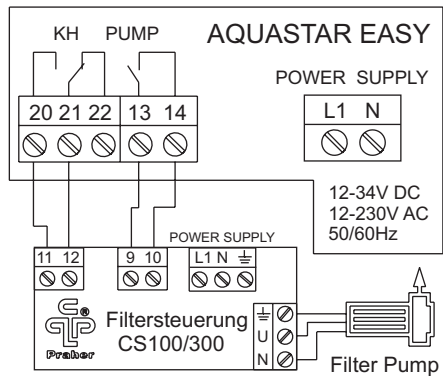 KH PUMP AQUASTAR EASY
POWER SUPPLY
20 21 22 13 14
L1 N
12-34V DC
12-230V AC
50/60Hz
POWER SUPPLY
11 12 9 10 L1 N
Praher
®
Filtersteuerung
CS100/300
U
N
Filter Pump